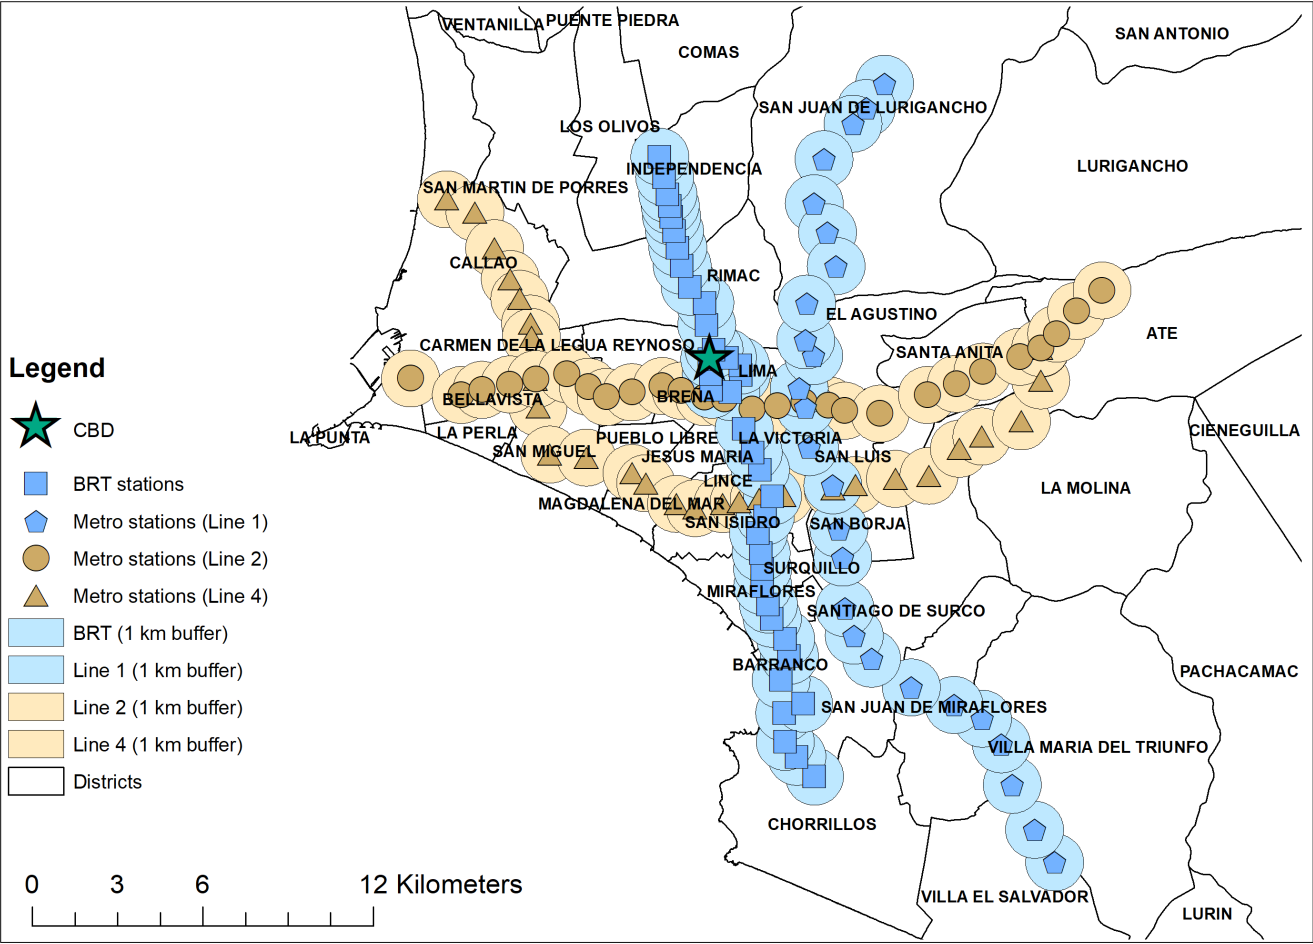 VENTANILLA
PUENTE PIEDRA
SAN ANTONIO
COMAS
SAN JUAN DE LURIGANCHO
LOS OLIVOS
LURIGANCHO
INDEPENDENCIA
SAN MARTIN DE PORRES
CALLAO
RIMAC
EL AGUSTINO
ATE
CARMEN DE LA LEGUA REYNOSO
SANTA ANITA
LIMA
BREÑA
BELLAVISTA
LA PUNTA
LA PERLA
PUEBLO LIBRE
LA VICTORIA
CIENEGUILLA
SAN MIGUEL
JESUS MARIA
SAN LUIS
LINCE
LA MOLINA
MAGDALENA DEL MAR
SAN ISIDRO
SAN BORJA
SURQUILLO
MIRAFLORES
SANTIAGO DE SURCO
BARRANCO
PACHACAMAC
SAN JUAN DE MIRAFLORES
VILLA MARIA DEL TRIUNFO
CHORRILLOS
VILLA EL SALVADOR
LURIN
Legend
CBD
BRT stations
Metro stations (Line 1)
Metro stations (Line 2)
Metro stations (Line 4)
BRT (1 km buffer)
Line 1 (1 km buffer)
Line 2 (1 km buffer)
Line 4 (1 km buffer)
Districts
0 3 6 12 Kilometers